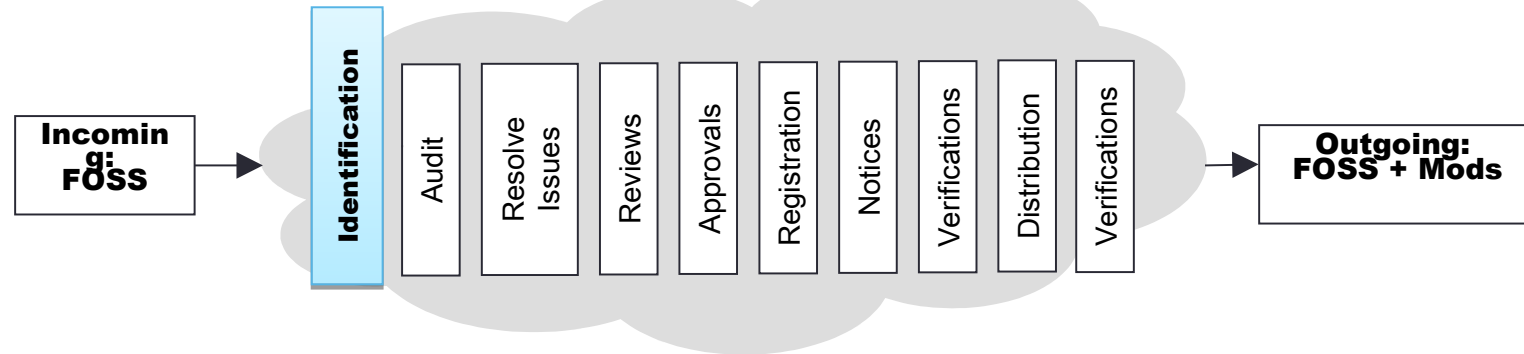 Incomin
g:
FOSS
Identification
Audit
Resolve
Issues
Reviews
Approvals
Registration
Notices
Verifications
Distribution
Verifications
Outgoing:
FOSS + Mods